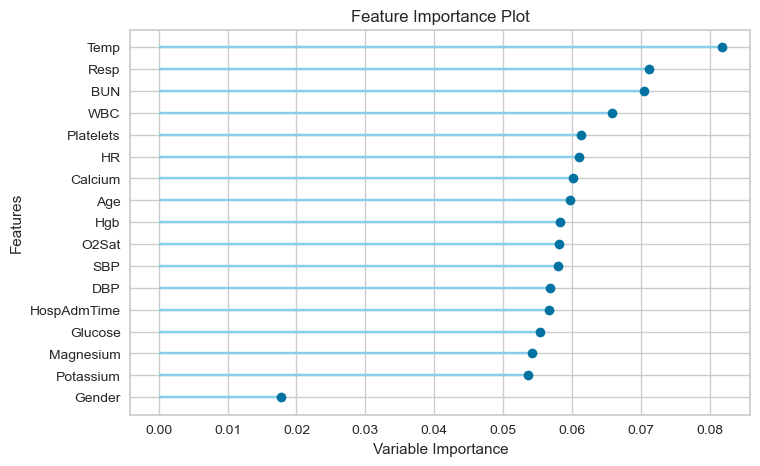 Feature Importance Plot
Features
Temp
Resp
BUN
WBC
Platelets
HR
Calcium
Age
Hgb
O2Sat
SBP
DBP
HospAdmTime
Glucose
Magnesium
Potassium
Gender
0.00 0.01 0.02 0.03 0.04 0.05 0.06 0.07 0.08
Variable Importance